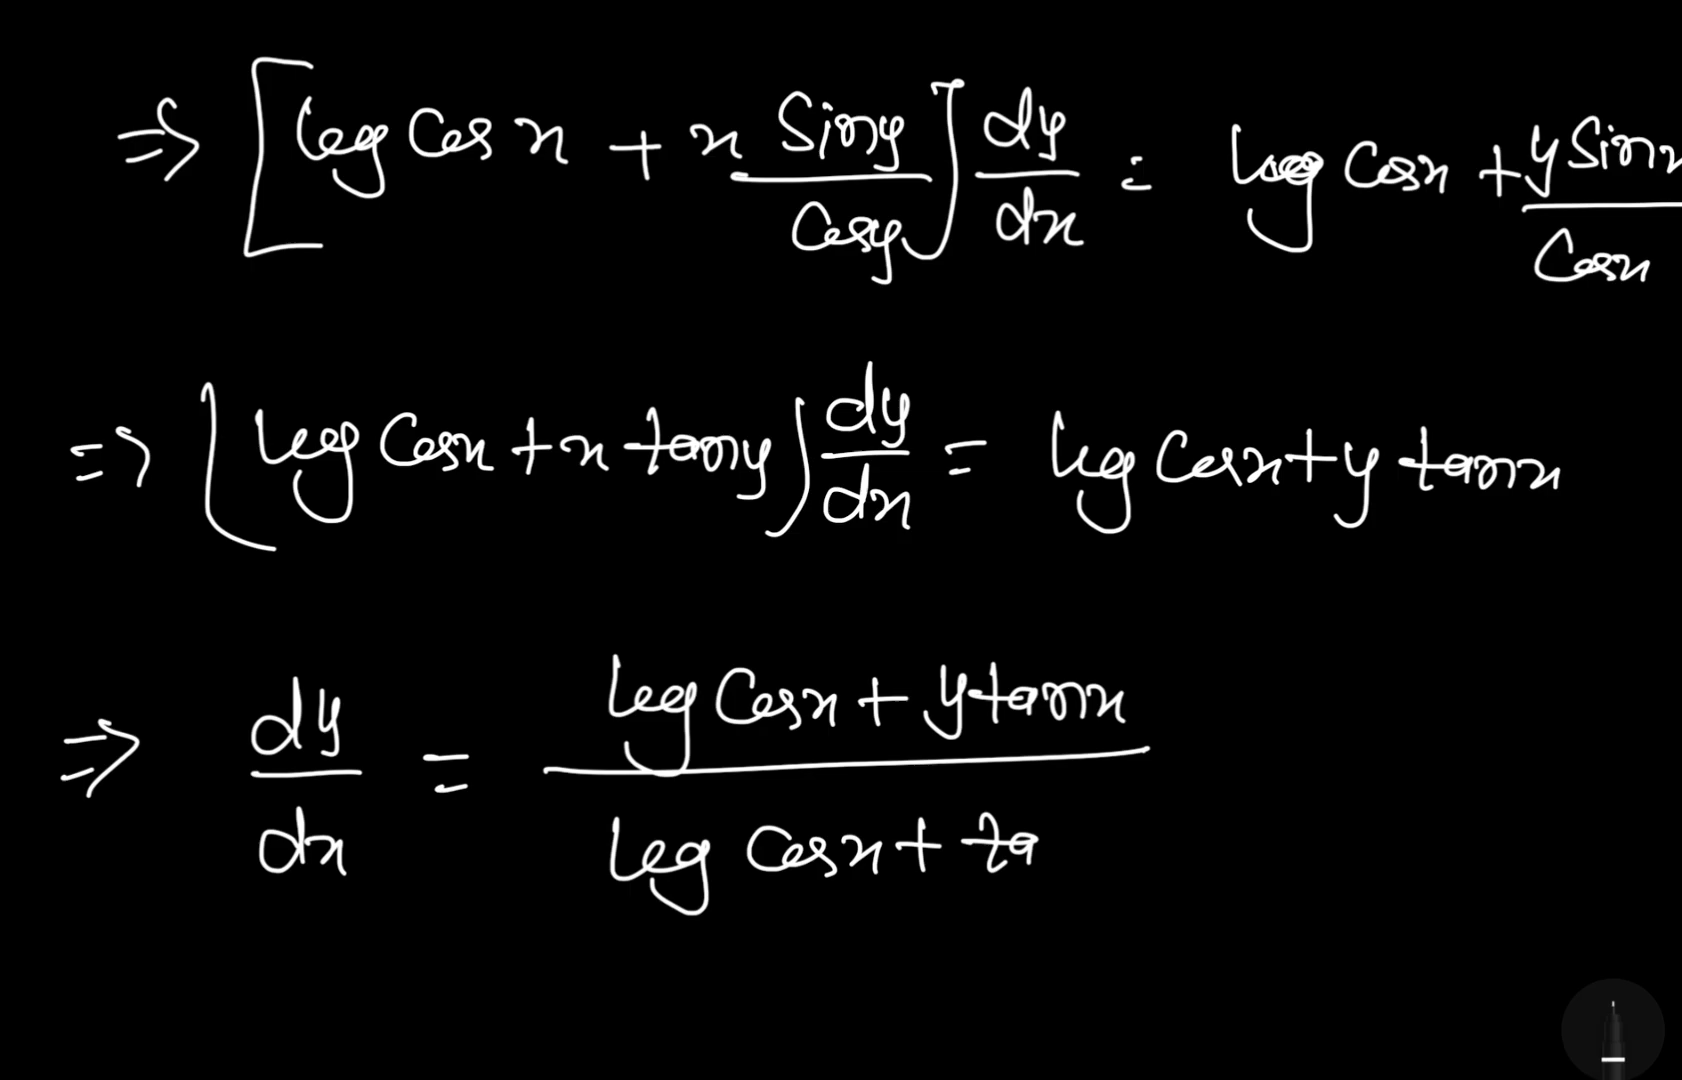 ⇒ [log Cos x + x Sin y / Cos y] dy/dx = log Cos x + y Sin x / Cos x
⇒ [log Cos x + x tan y) dy/dx = log Cos x + y tan x
⇒ dy/dx = log Cos x + y tan x / log Cos x + ta